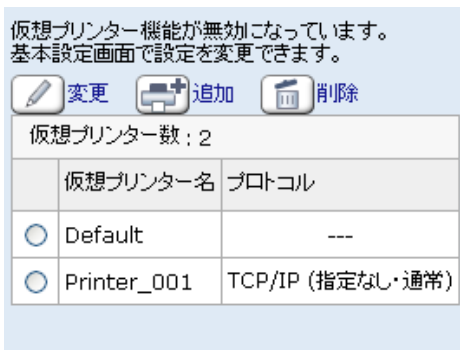 仮想プリンター機能が無効になっています。
基本設定画面で設定を変更できます。
変更 追加 削除
仮想プリンター数 : 2
仮想プリンター名 プロトコル
Default ---
Printer_001 TCP/IP (指定なし・通常)